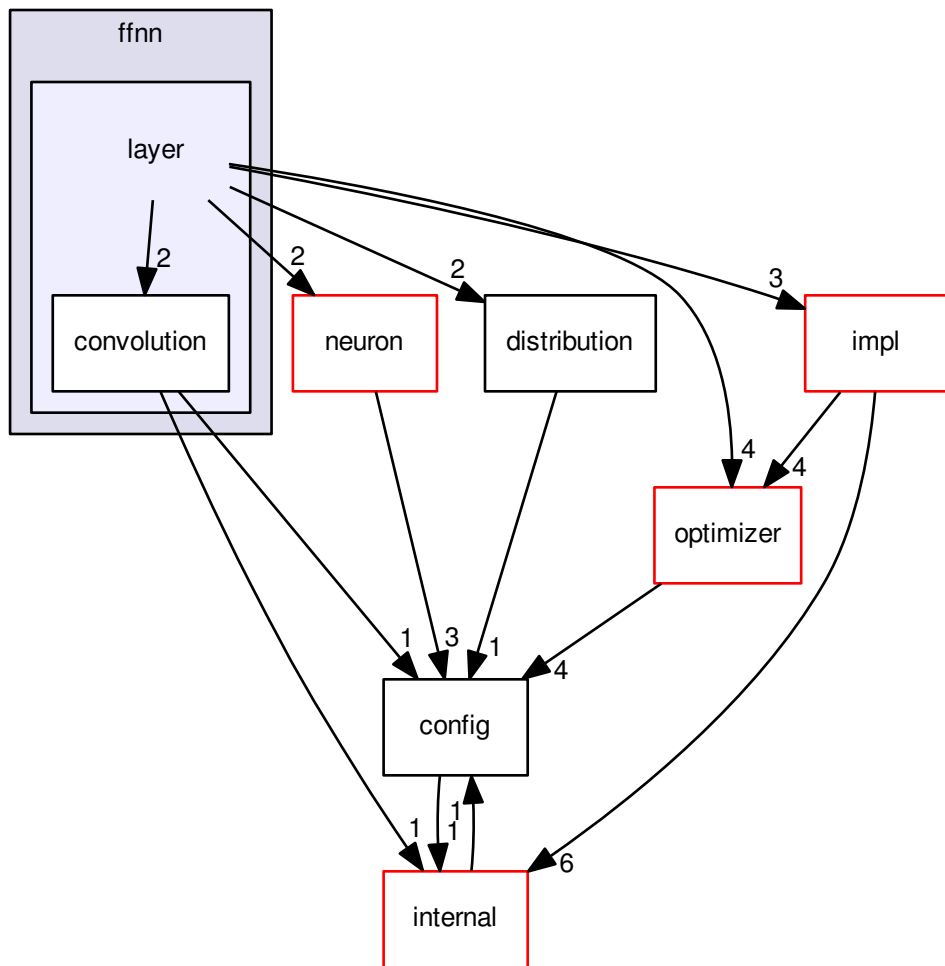 ffnn
layer
2
2
2
3
convolution
neuron
distribution
impl
4
4
optimizer
1
3
1
4
config
1
1
1
6
internal